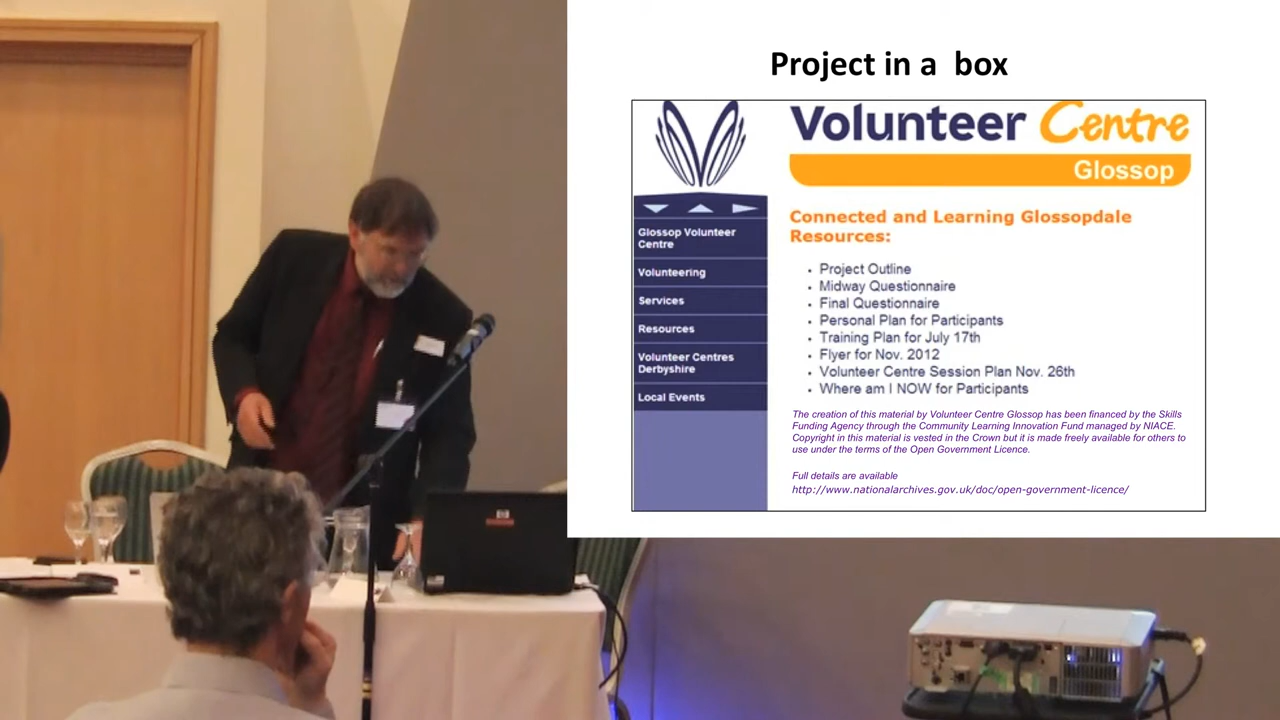 Project in a box
Volunteer Centre
Glossop
Glossop Volunteer
Centre
Volunteering
Services
Resources
Volunteer Centres
Derbyshire
Local Events
Connected and Learning Glossopdale
Resources:
Project Outline
Midway Questionnaire
Final Questionnaire
Personal Plan for Participants
Training Plan for July 17th
Flyer for Nov. 2012
Volunteer Centre Session Plan Nov. 26th
Where am I NOW for Participants
The creation of this material by Volunteer Centre Glossop has been financed by the Skills
Funding Agency through the Community Learning Innovation Fund managed by NIACE.
Copyright in this material is vested in the Crown but it is made freely available for others to
use under the terms of the Open Government Licence.
Full details are available
http://www.nationalarchives.gov.uk/doc/open-government-licence/